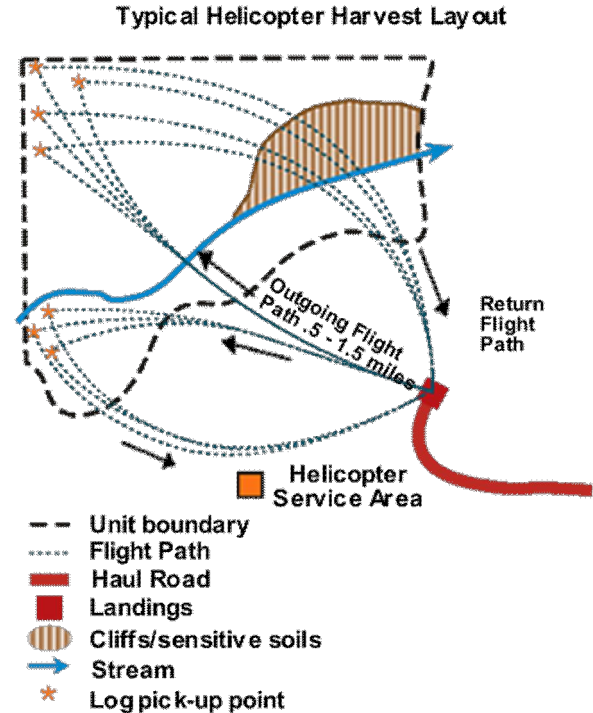 Typical Helicopter Harvest Layout
Outgoing Flight
Path .5 - 1.5 miles
Return
Flight
Path
Helicopter
Service Area
Unit boundary
Flight Path
Haul Road
Landings
Cliffs/sensitive soils
Stream
Log pick-up point